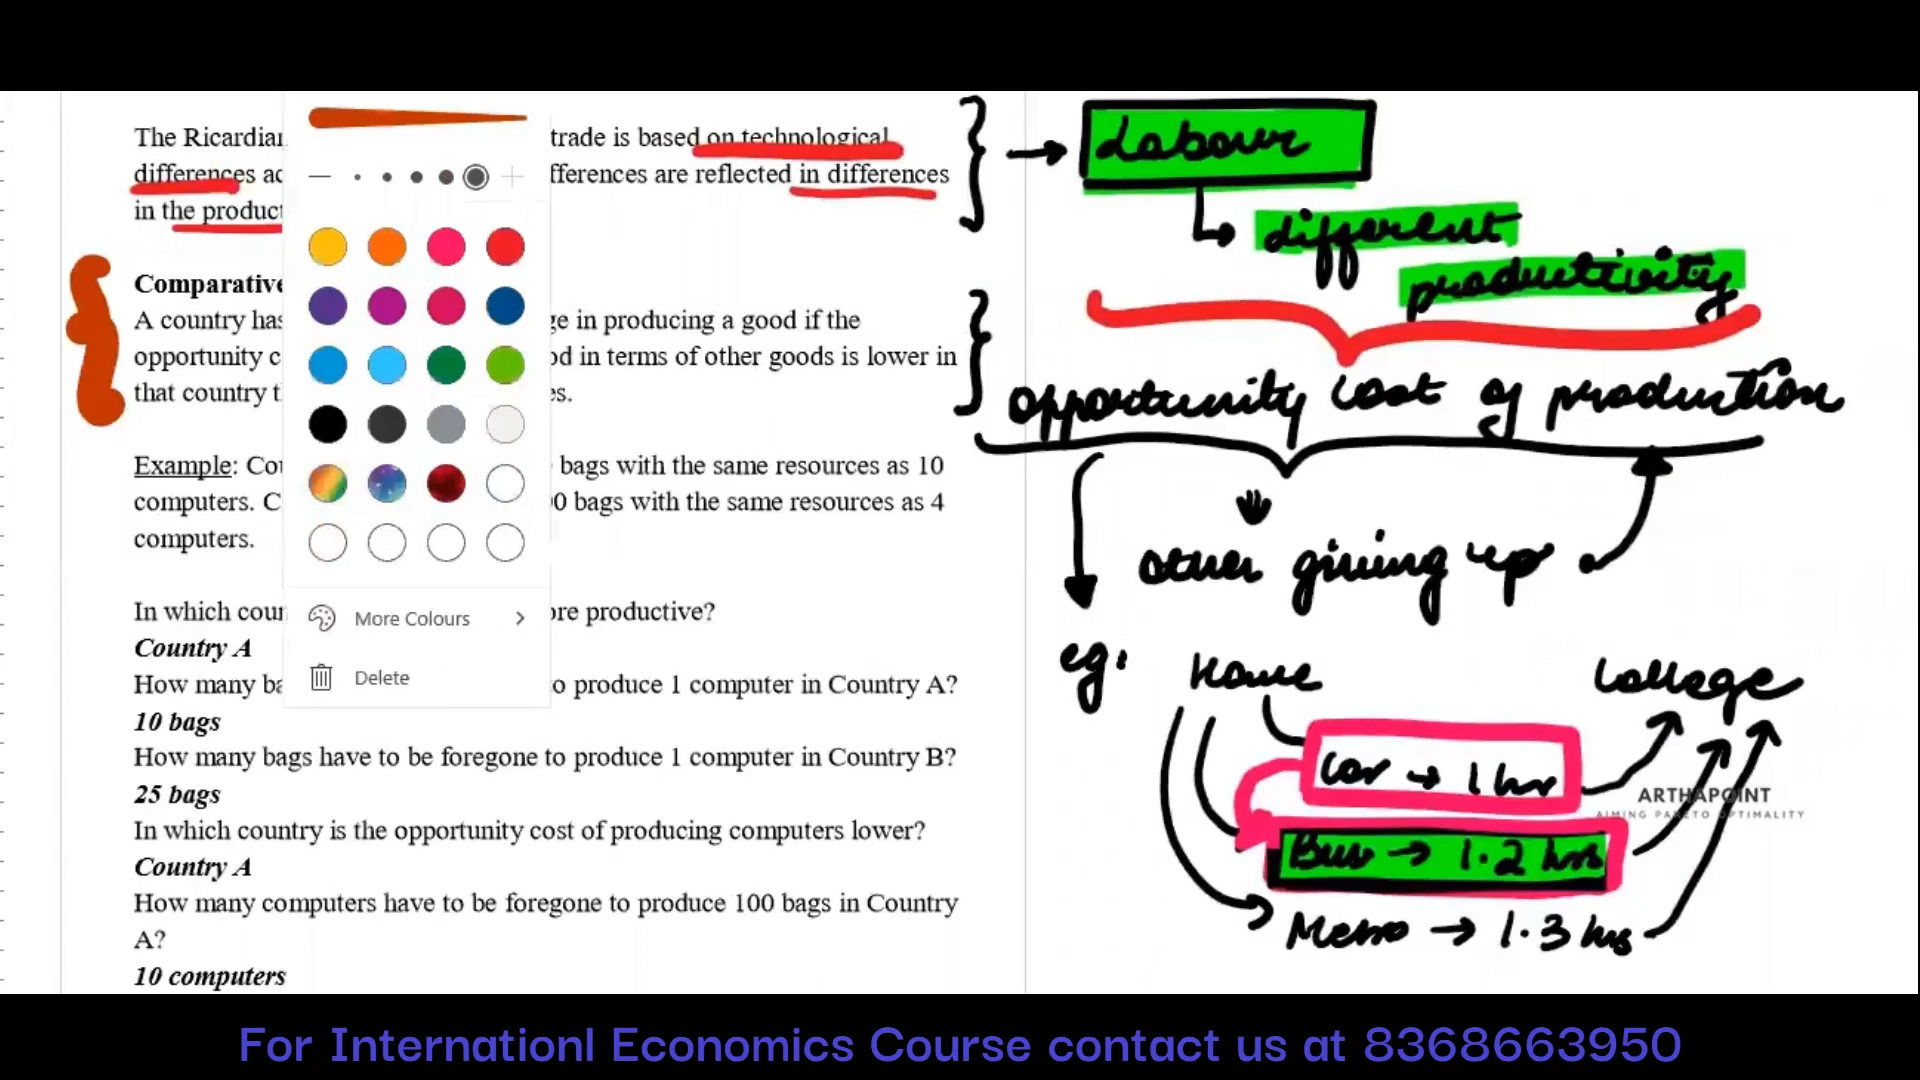 The Ricardian trade is based on technological
differences ac fferences are reflected in differences
in the product
Comparative
A country has ge in producing a good if the
opportunity c od in terms of other goods is lower in
that country t es.
Example: Cou bags with the same resources as 10
computers. C 00 bags with the same resources as 4
computers.
In which coun ore productive?
Country A
How many ba o produce 1 computer in Country A?
10 bags
How many bags have to be foregone to produce 1 computer in Country B?
25 bags
In which country is the opportunity cost of producing computers lower?
Country A
How many computers have to be foregone to produce 100 bags in Country
A?
10 computers
More Colours
Delete
Labour
different
productivity
opportunity cost of production
other giving up
eg:
Home
College
Car → 1 hr
Bus → 1.2 hrs
Metro → 1.3 hrs
ARTHAPOINT
AIMING PARETO OPTIMALITY
For Internationl Economics Course contact us at 8368663950